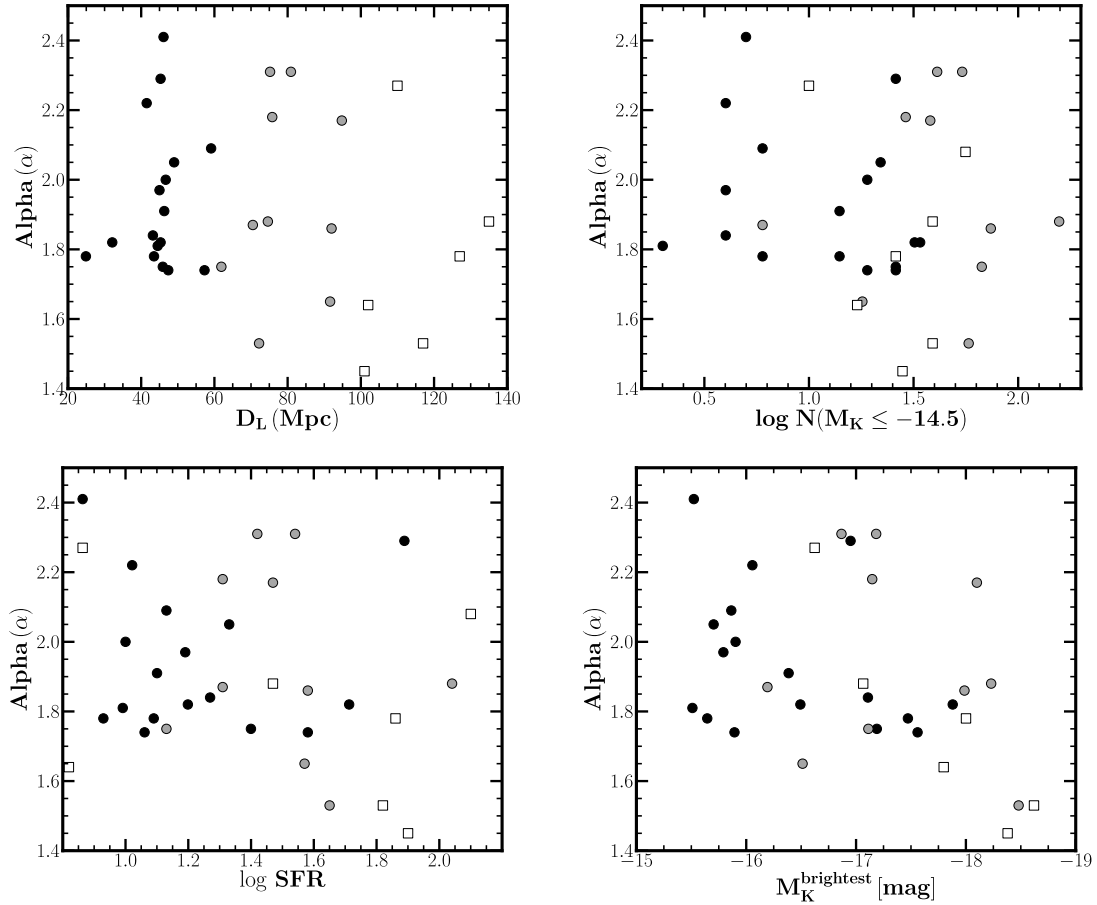 2.4
2.2
2.0
1.8
1.6
1.4
Alpha (α)
20 40 60 80 100 120 140
D_L (Mpc)
2.4
2.2
2.0
1.8
1.6
1.4
Alpha (α)
0.5 1.0 1.5 2.0
log N(M_K ≤ −14.5)
2.4
2.2
2.0
1.8
1.6
1.4
Alpha (α)
1.0 1.2 1.4 1.6 1.8 2.0
log SFR
2.4
2.2
2.0
1.8
1.6
1.4
Alpha (α)
−15 −16 −17 −18 −19
M_K^brightest [mag]